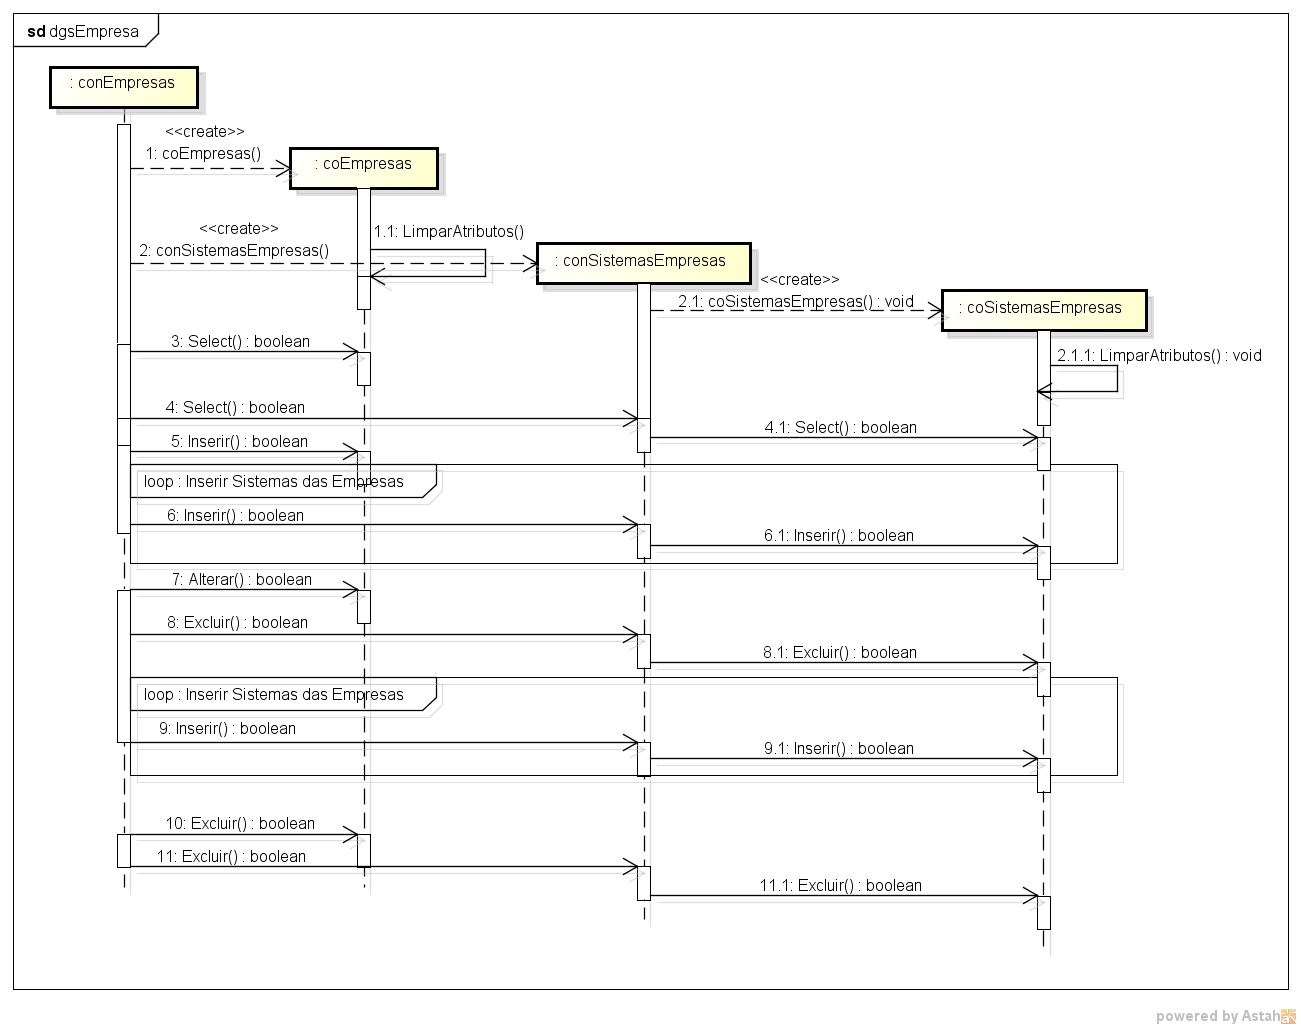 sd dgsEmpresa
: conEmpresas
<<create>>
1: coEmpresas()
: coEmpresas
<<create>>
2: conSistemasEmpresas()
1.1: LimparAtributos()
: conSistemasEmpresas
<<create>>
2.1: coSistemasEmpresas() : void
: coSistemasEmpresas
3: Select() : boolean
2.1.1: LimparAtributos() : void
4: Select() : boolean
4.1: Select() : boolean
5: Inserir() : boolean
loop : Inserir Sistemas das Empresas
6: Inserir() : boolean
6.1: Inserir() : boolean
7: Alterar() : boolean
8: Excluir() : boolean
8.1: Excluir() : boolean
loop : Inserir Sistemas das Empresas
9: Inserir() : boolean
9.1: Inserir() : boolean
10: Excluir() : boolean
11: Excluir() : boolean
11.1: Excluir() : boolean
powered by Astah